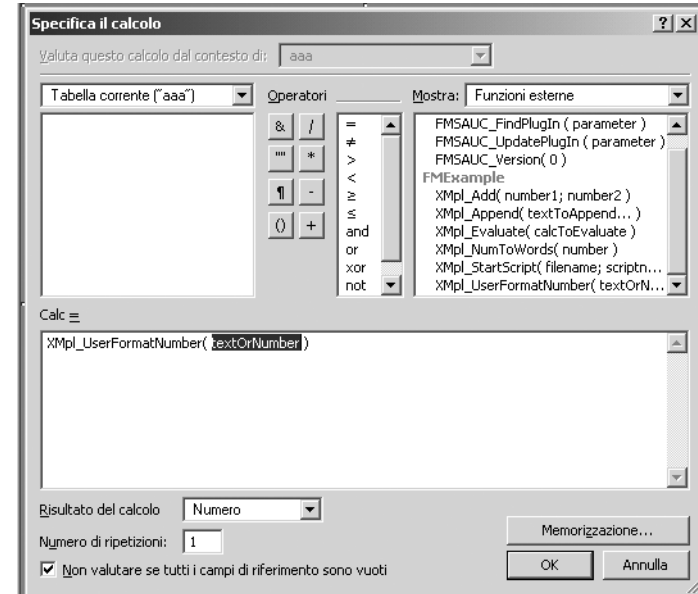 Specifica il calcolo
Valuta questo calcolo dal contesto di: aaa
Tabella corrente ("aaa")
Operatori
Mostra: Funzioni esterne
& /
"" *
¶ -
() +
=
≠
>
<
≥
≤
and
or
xor
not
FMSAUC_FindPlugIn ( parameter )
FMSAUC_UpdatePlugIn ( parameter )
FMSAUC_Version( 0 )
FMExample
XMpl_Add( number1; number2 )
XMpl_Append( textToAppend... )
XMpl_Evaluate( calcToEvaluate )
XMpl_NumToWords( number )
XMpl_StartScript( filename; scriptn...
XMpl_UserFormatNumber( textOrN...
Calc =
XMpl_UserFormatNumber( textOrNumber )
Risultato del calcolo Numero
Numero di ripetizioni: 1
Memorizzazione...
Non valutare se tutti i campi di riferimento sono vuoti
OK Annulla